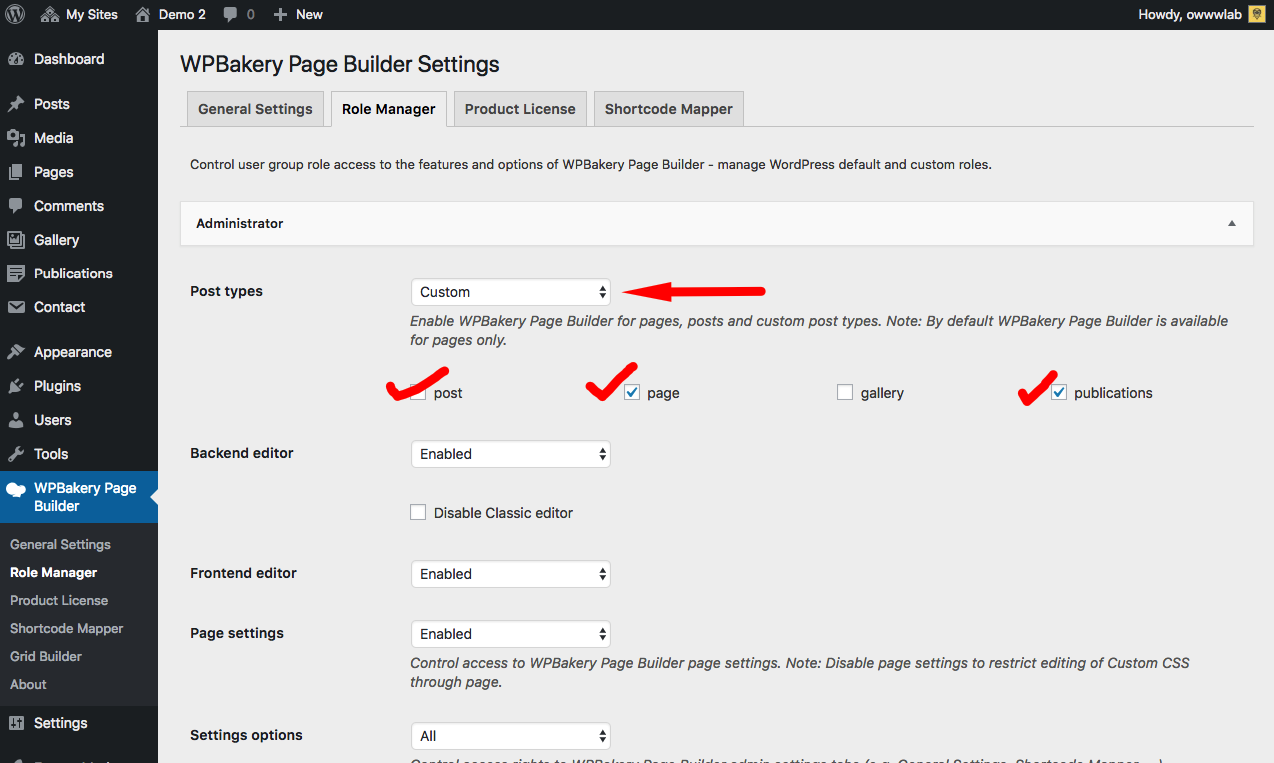 My Sites Demo 2 0 New Howdy, owwwlab
Dashboard
Posts
Media
Pages
Comments
Gallery
Publications
Contact
Appearance
Plugins
Users
Tools
WPBakery Page
Builder
General Settings
Role Manager
Product License
Shortcode Mapper
Grid Builder
About
Settings
WPBakery Page Builder Settings
General Settings Role Manager Product License Shortcode Mapper
Control user group role access to the features and options of WPBakery Page Builder - manage WordPress default and custom roles.
Administrator
Post types Custom
Enable WPBakery Page Builder for pages, posts and custom post types. Note: By default WPBakery Page Builder is available
for pages only.
post page gallery publications
Backend editor Enabled
Disable Classic editor
Frontend editor Enabled
Page settings Enabled
Control access to WPBakery Page Builder page settings. Note: Disable page settings to restrict editing of Custom CSS
through page.
Settings options All